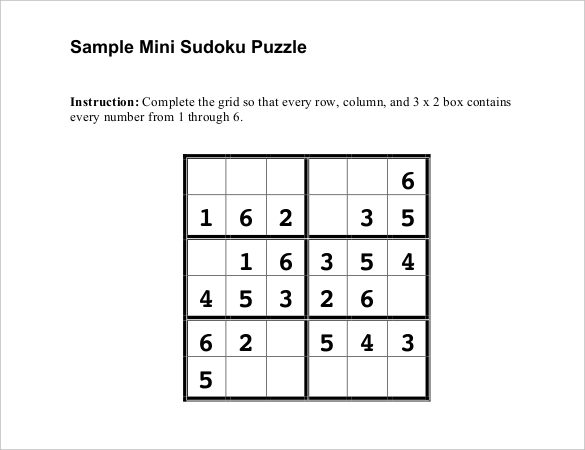 Sample Mini Sudoku Puzzle
Instruction: Complete the grid so that every row, column, and 3 x 2 box contains
every number from 1 through 6.
6
1 6 2 3 5
1 6 3 5 4
4 5 3 2 6
6 2 5 4 3
5